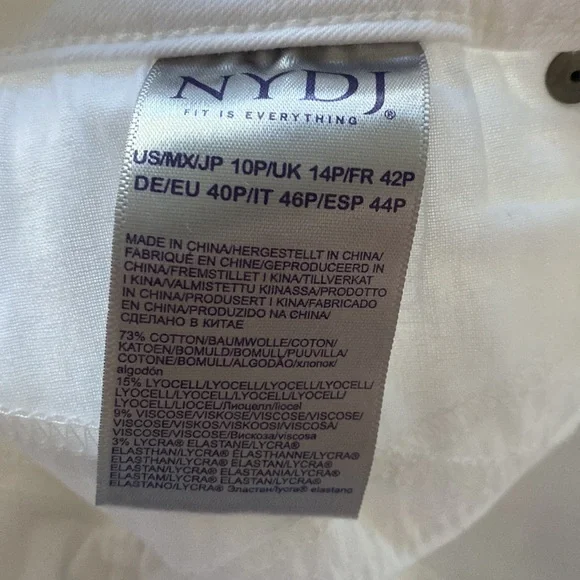 NYDJ®
FIT IS EVERYTHING
US/MX/JP 10P/UK 14P/FR 42P
DE/EU 40P/IT 46P/ESP 44P
MADE IN CHINA/HERGESTELLT IN CHINA/
FABRIQUÉ EN CHINE/GEPRODUCEERD IN
CHINA/FREMSTILLET I KINA/TILLVERKAT
I KINA/VALMISTETTU KIINASSA/PRODOTTO
IN CHINA/PRODUSERT I KINA/FABRICADO
EN CHINA/PRODUZIDO NA CHINA/
СДЕЛАНО В КИТАЕ
73% COTTON/BAUMWOLLE/COTON/
KATOEN/BOMULD/BOMULL/PUUVILLA/
COTONE/BOMULL/ALGODÃO/хлопок/
algodón
15% LYOCELL/LYOCELL/LYOCELL/LYOCELL/
LYOCELL/LYOCELL/LYOCELL/LYOCELL/
LYOCELL/LIOCEL/Лиоцелл/liocel
9% VISCOSE/VISKOSE/VISCOSE/VISCOSE/
VISCOSE/VISKOS/VISKOOSI/VISCOSA/
VISCOSE/VISCOSE/Вискоза/viscosa
3% LYCRA® ELASTANE/LYCRA®
ELASTHAN/LYCRA® ELASTHANNE/LYCRA®
ELASTHAN/LYCRA® ELASTAN/LYCRA®
ELASTAN/LYCRA® ELASTAANIA/LYCRA®
ELASTAM/LYCRA® ELASTAN/LYCRA®
ELASTANO/LYCRA® Эластан/lycra® elastano